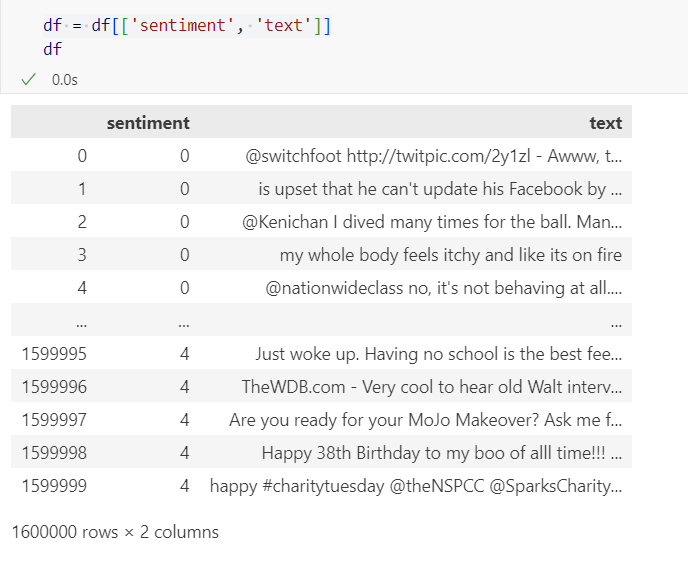 df = df[['sentiment', 'text']]
df
0.0s
sentiment text
0 0 @switchfoot http://twitpic.com/2y1zl - Awww, t...
1 0 is upset that he can't update his Facebook by ...
2 0 @Kenichan I dived many times for the ball. Man...
3 0 my whole body feels itchy and like its on fire
4 0 @nationwideclass no, it's not behaving at all....
... ... ...
1599995 4 Just woke up. Having no school is the best fee...
1599996 4 TheWDB.com - Very cool to hear old Walt interv...
1599997 4 Are you ready for your MoJo Makeover? Ask me f...
1599998 4 Happy 38th Birthday to my boo of alll time!!! ...
1599999 4 happy #charitytuesday @theNSPCC @SparksCharity...
1600000 rows × 2 columns